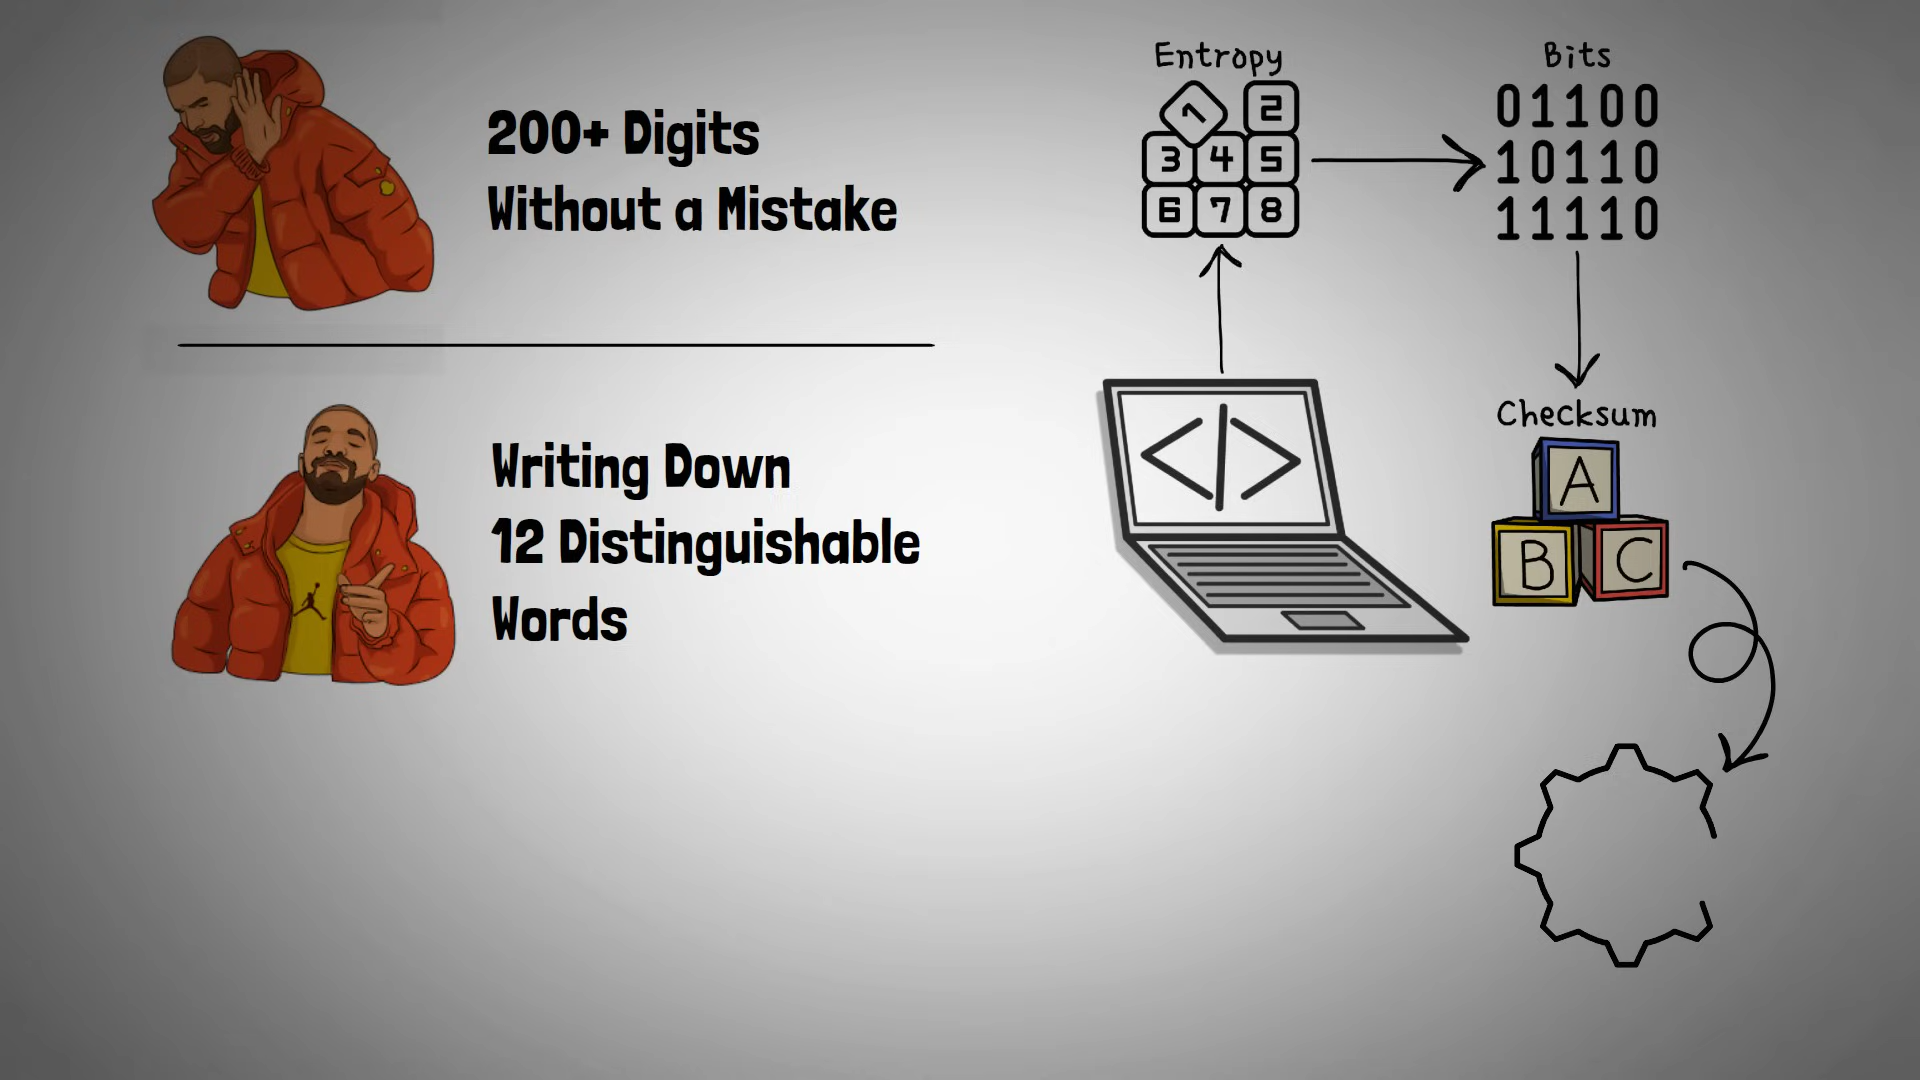 200+ Digits
Without a Mistake
Writing Down
12 Distinguishable
Words
Entropy
1 2
3 4 5
6 7 8
Bits
01100
10110
11110
</>
Checksum
A
B C